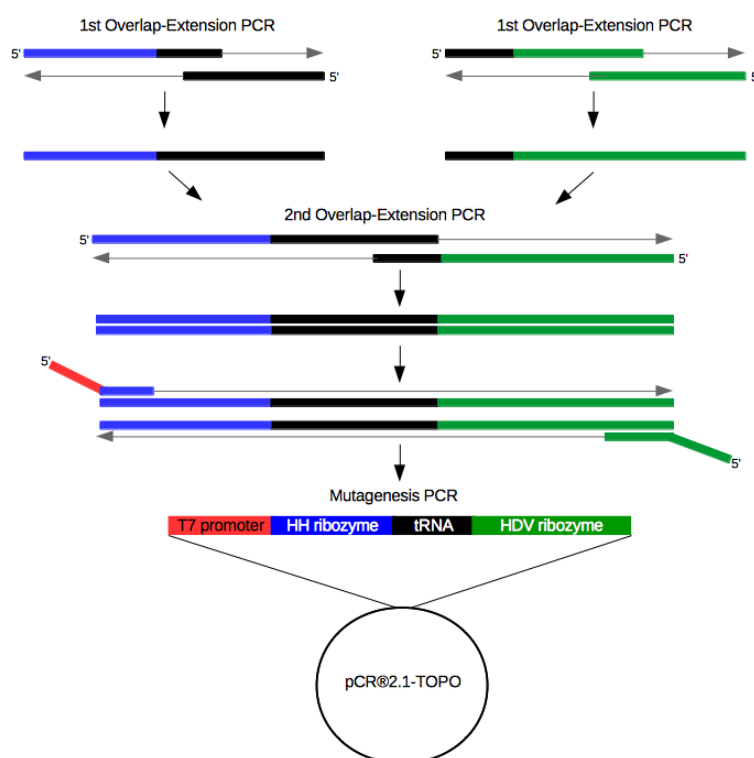 1st Overlap-Extension PCR
1st Overlap-Extension PCR
5'
5'
5'
5'
2nd Overlap-Extension PCR
5'
5'
5'
5'
Mutagenesis PCR
T7 promoter HH ribozyme tRNA HDV ribozyme
pCR®2.1-TOPO